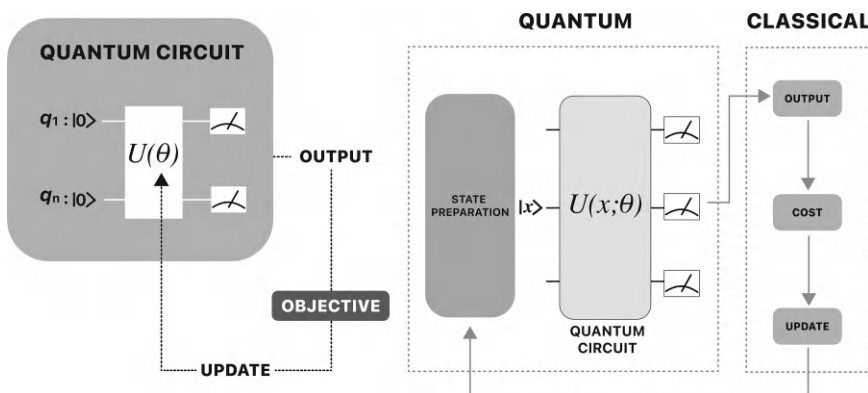 QUANTUM CIRCUIT
q1 : |0>
U(θ)
qn : |0>
OUTPUT
OBJECTIVE
UPDATE
QUANTUM
CLASSICAL
STATE
PREPARATION
|x>
U(x;θ)
QUANTUM
CIRCUIT
OUTPUT
COST
UPDATE